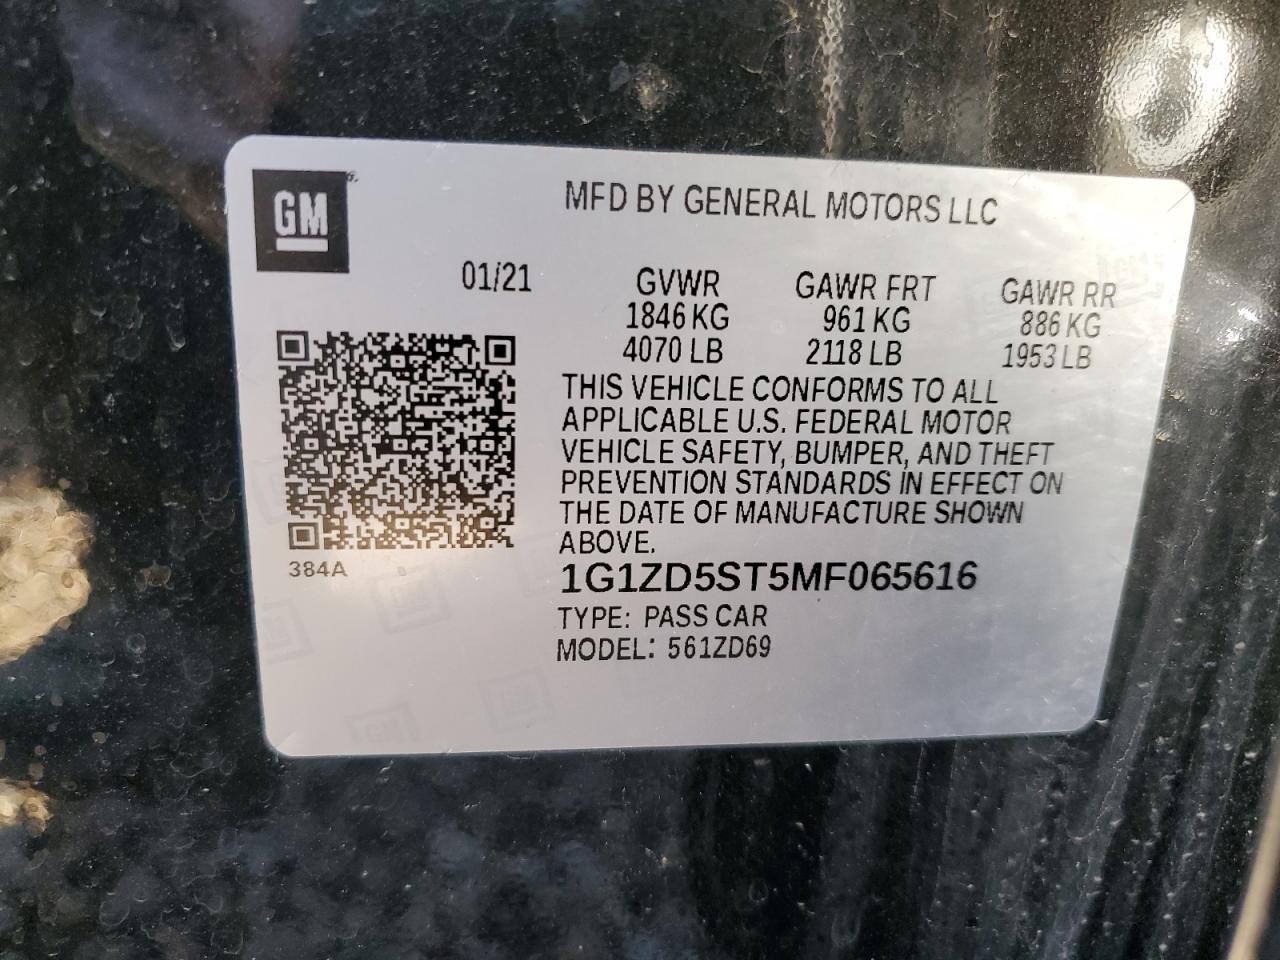 GM
MFD BY GENERAL MOTORS LLC
01/21
GVWR GAWR FRT GAWR RR
1846 KG 961 KG 886 KG
4070 LB 2118 LB 1953 LB
THIS VEHICLE CONFORMS TO ALL
APPLICABLE U.S. FEDERAL MOTOR
VEHICLE SAFETY, BUMPER, AND THEFT
PREVENTION STANDARDS IN EFFECT ON
THE DATE OF MANUFACTURE SHOWN
ABOVE.
384A
1G1ZD5ST5MF065616
TYPE: PASS CAR
MODEL: 561ZD69